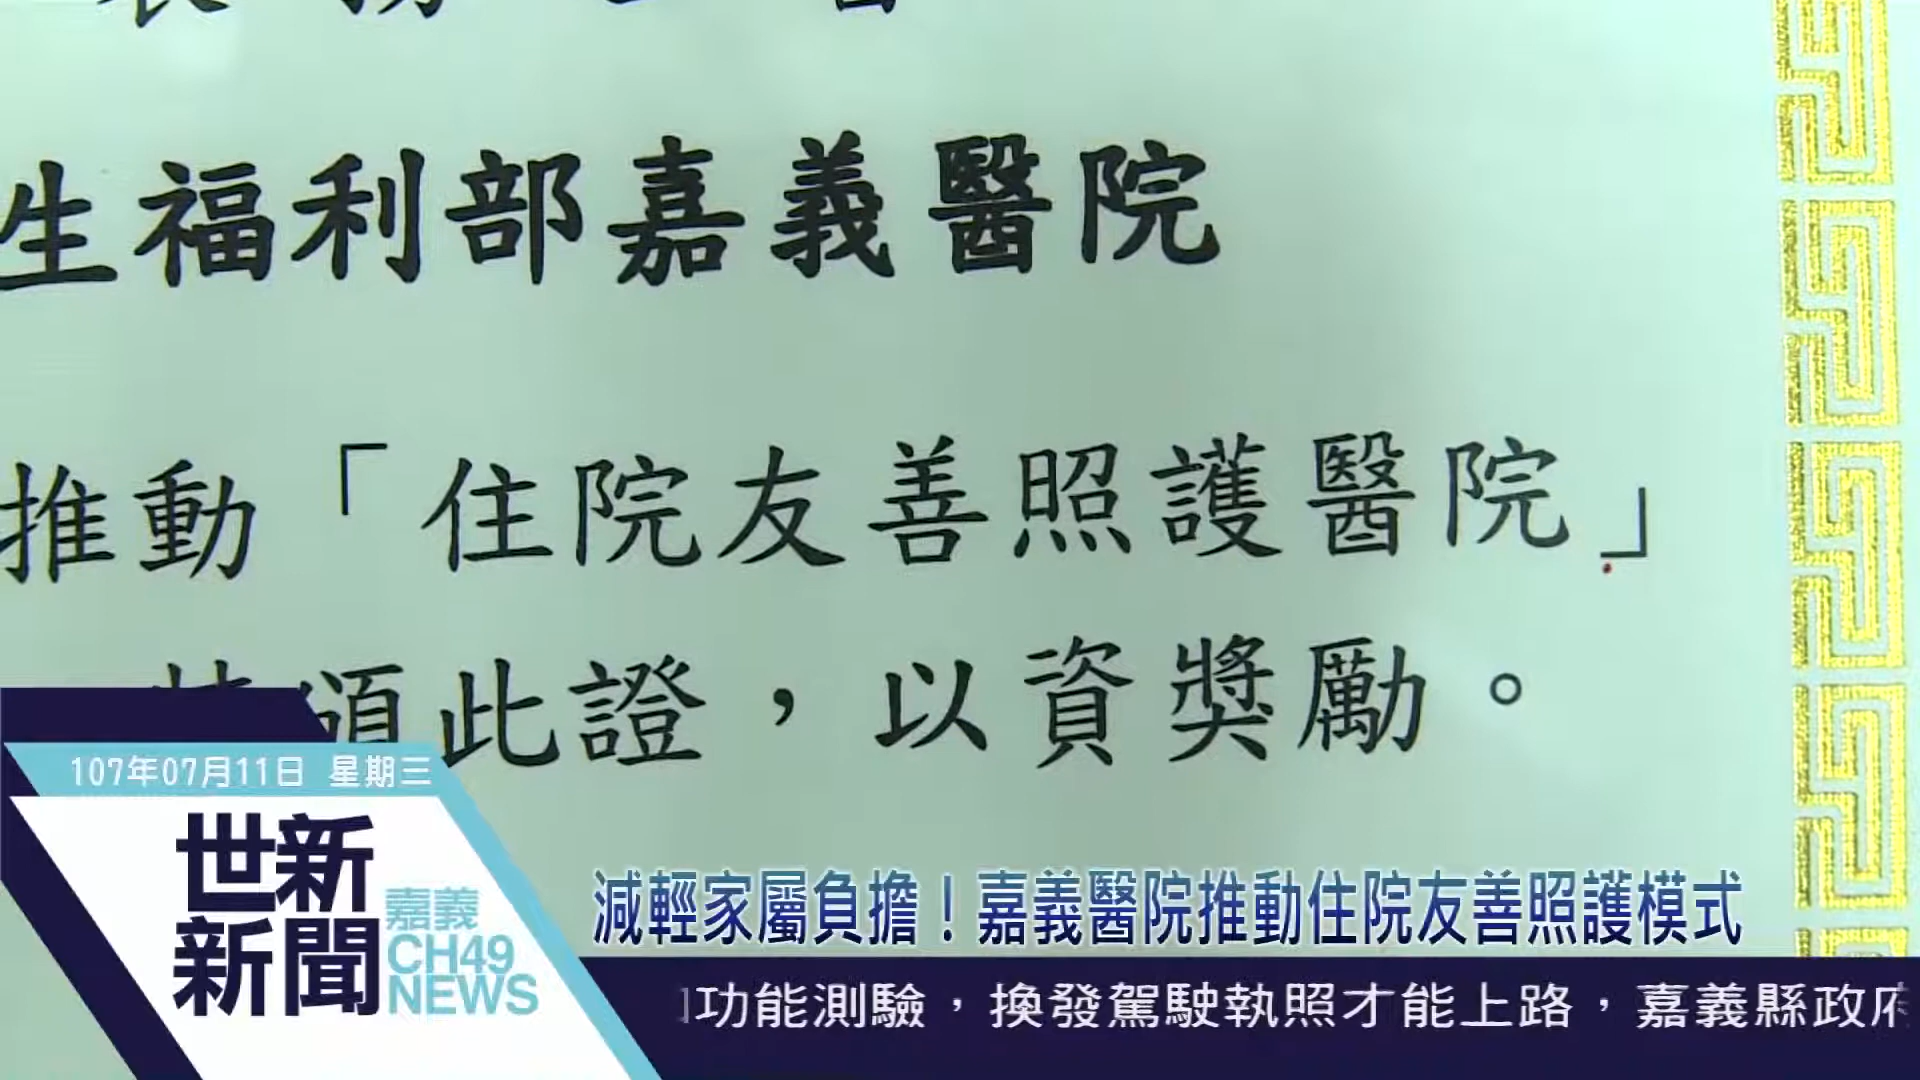 生福利部嘉義醫院
推動「住院友善照護醫院」
頒此證，以資獎勵。
107年07月11日 星期三
世新
新聞
嘉義
CH49
NEWS
減輕家屬負擔！嘉義醫院推動住院友善照護模式
功能測驗，換發駕駛執照才能上路，嘉義縣政府